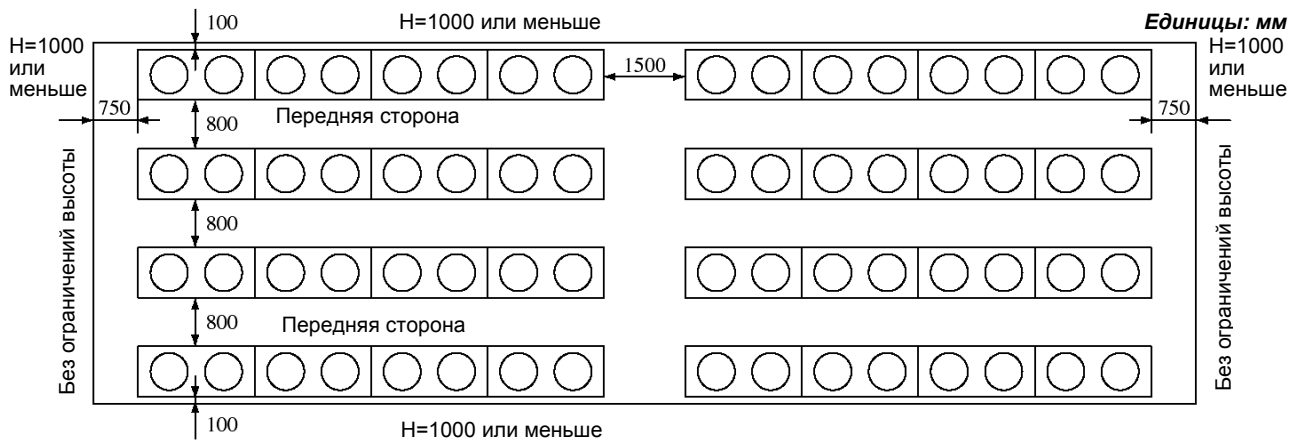 100
H=1000 или меньше
Единицы: мм
H=1000
или
меньше
H=1000
или
меньше
750
1500
750
800
Передняя сторона
800
800
Передняя сторона
Без ограничений высоты
Без ограничений высоты
100
H=1000 или меньше